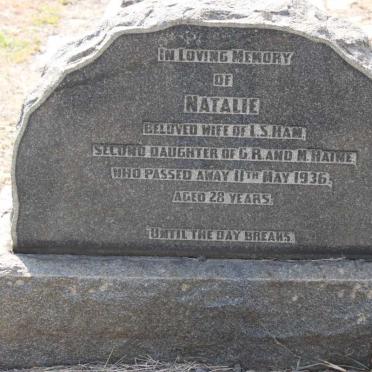 IN LOVING MEMORY
OF
NATALIE
BELOVED WIFE OF L.S. HAM,
SECOND DAUGHTER OF G.R. AND M. HAINE,
WHO PASSED AWAY 11TH MAY 1936,
AGED 28 YEARS.
UNTIL THE DAY BREAKS.